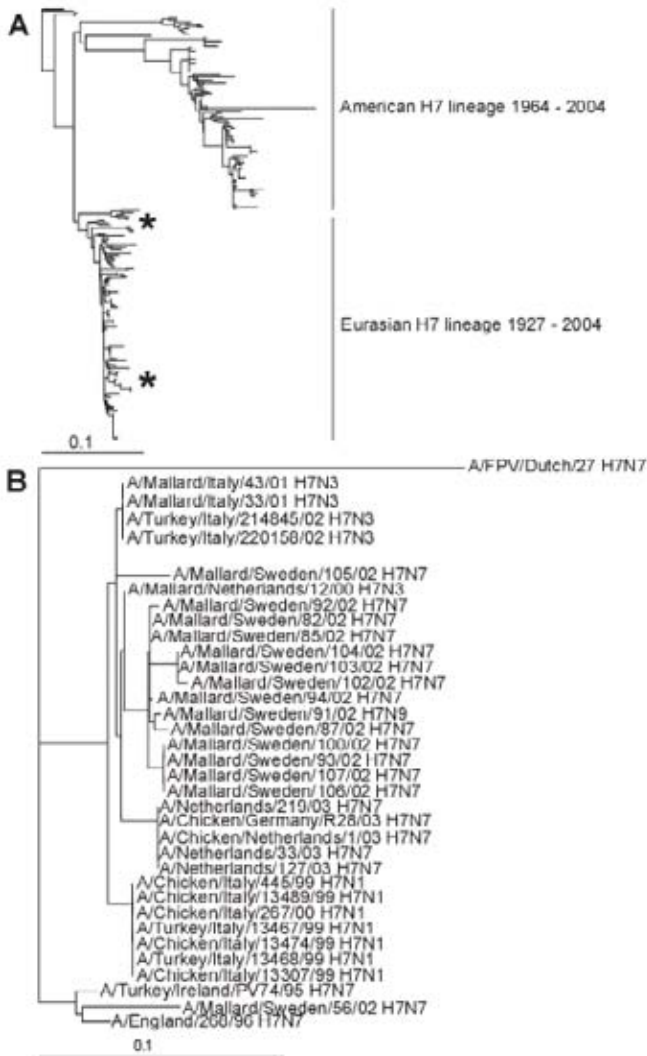 A
American H7 lineage 1964 - 2004
*
Eurasian H7 lineage 1927 - 2004
*
0.1
B
A/FPV/Dutch/27 H7N7
A/Mallard/Italy/43/01 H7N3
A/Mallard/Italy/33/01 H7N3
A/Turkey/Italy/214845/02 H7N3
A/Turkey/Italy/220158/02 H7N3
A/Mallard/Sweden/105/02 H7N7
A/Mallard/Netherlands/12/00 H7N3
A/Mallard/Sweden/92/02 H7N7
A/Mallard/Sweden/82/02 H7N7
A/Mallard/Sweden/85/02 H7N7
A/Mallard/Sweden/104/02 H7N7
A/Mallard/Sweden/103/02 H7N7
A/Mallard/Sweden/102/02 H7N7
A/Mallard/Sweden/94/02 H7N7
A/Mallard/Sweden/91/02 H7N9
A/Mallard/Sweden/87/02 H7N7
A/Mallard/Sweden/100/02 H7N7
A/Mallard/Sweden/93/02 H7N7
A/Mallard/Sweden/107/02 H7N7
A/Mallard/Sweden/106/02 H7N7
A/Netherlands/219/03 H7N7
A/Chicken/Germany/R28/03 H7N7
A/Chicken/Netherlands/1/03 H7N7
A/Netherlands/33/03 H7N7
A/Netherlands/127/03 H7N7
A/Chicken/Italy/445/99 H7N1
A/Chicken/Italy/13489/99 H7N1
A/Chicken/Italy/267/00 H7N1
A/Turkey/Italy/13467/99 H7N1
A/Chicken/Italy/13474/99 H7N1
A/Turkey/Italy/13468/99 H7N1
A/Chicken/Italy/13307/99 H7N1
A/Turkey/Ireland/PV74/95 H7N7
A/Mallard/Sweden/56/02 H7N7
A/England/268/96 H7N7
0.1